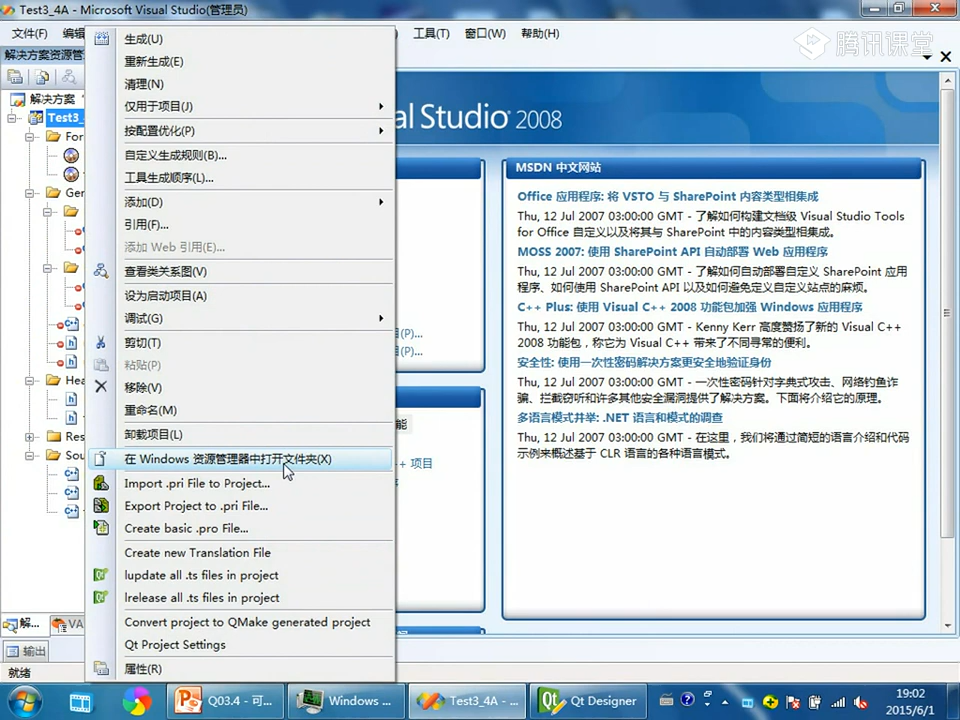 Test3_4A - Microsoft Visual Studio(管理员)
文件(F) 编辑 工具(T) 窗口(W) 帮助(H)
腾讯课堂
解决方案资源管
解决方案
Test3_
For
Gen
Hea
Res
Sou
生成(U)
重新生成(E)
清理(N)
仅用于项目(J)
按配置优化(P)
自定义生成规则(B)...
工具生成顺序(L)...
添加(D)
引用(F)...
添加 Web 引用(E)...
查看类关系图(V)
设为启动项目(A)
调试(G)
剪切(T)
粘贴(P)
移除(V)
重命名(M)
卸载项目(L)
在 Windows 资源管理器中打开文件夹(X)
Import .pri File to Project...
Export Project to .pri File...
Create basic .pro File...
Create new Translation File
lupdate all .ts files in project
lrelease all .ts files in project
Convert project to QMake generated project
Qt Project Settings
属性(R)
al Studio 2008
(P)...
(P)...
能
+ 项目
MSDN 中文网站
Office 应用程序: 将 VSTO 与 SharePoint 内容类型相集成
Thu, 12 Jul 2007 03:00:00 GMT - 了解如何构建文档级 Visual Studio Tools
for Office 自定义以及将其与 SharePoint 中的内容类型相集成。
MOSS 2007: 使用 SharePoint API 自动部署 Web 应用程序
Thu, 12 Jul 2007 03:00:00 GMT - 了解如何自动部署自定义 SharePoint 应用
程序、如何使用 SharePoint API 以及如何避免定义自定义站点的麻烦。
C++ Plus: 使用 Visual C++ 2008 功能包加强 Windows 应用程序
Thu, 12 Jul 2007 03:00:00 GMT - Kenny Kerr 高度赞扬了新的 Visual C++
2008 功能包，称它为 Visual C++ 带来了不同寻常的便利。
安全性: 使用一次性密码解决方案更安全地验证身份
Thu, 12 Jul 2007 03:00:00 GMT - 一次性密码针对字典式攻击、网络钓鱼诈
骗、拦截窃听和许多其他安全漏洞提供了解决方案。下面将介绍它的原理。
多语言模式并举: .NET 语言和模式的调查
Thu, 12 Jul 2007 03:00:00 GMT - 在这里，我们将通过简短的语言介绍和代码
示例来概述基于 CLR 语言的各种语言模式。
解... VA
输出
就绪
Q03.4 - 可... Windows ... Test3_4A - ... Qt Designer
19:02
2015/6/1